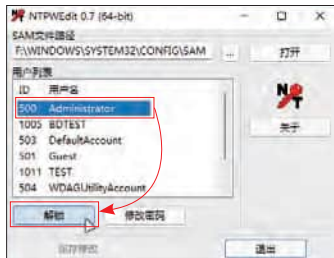 NTPWEdit 0.7 (64-bit)
SAM文件路径
F:\WINDOWS\SYSTEM32\CONFIG\SAM
...
打开
用户列表
ID 用户名
500 Administrator
1005 BDTEST
503 DefaultAccount
501 Guest
1011 TEST
504 WDAGUtilityAccount
N
T
关于
解锁
修改密码
保存修改
退出